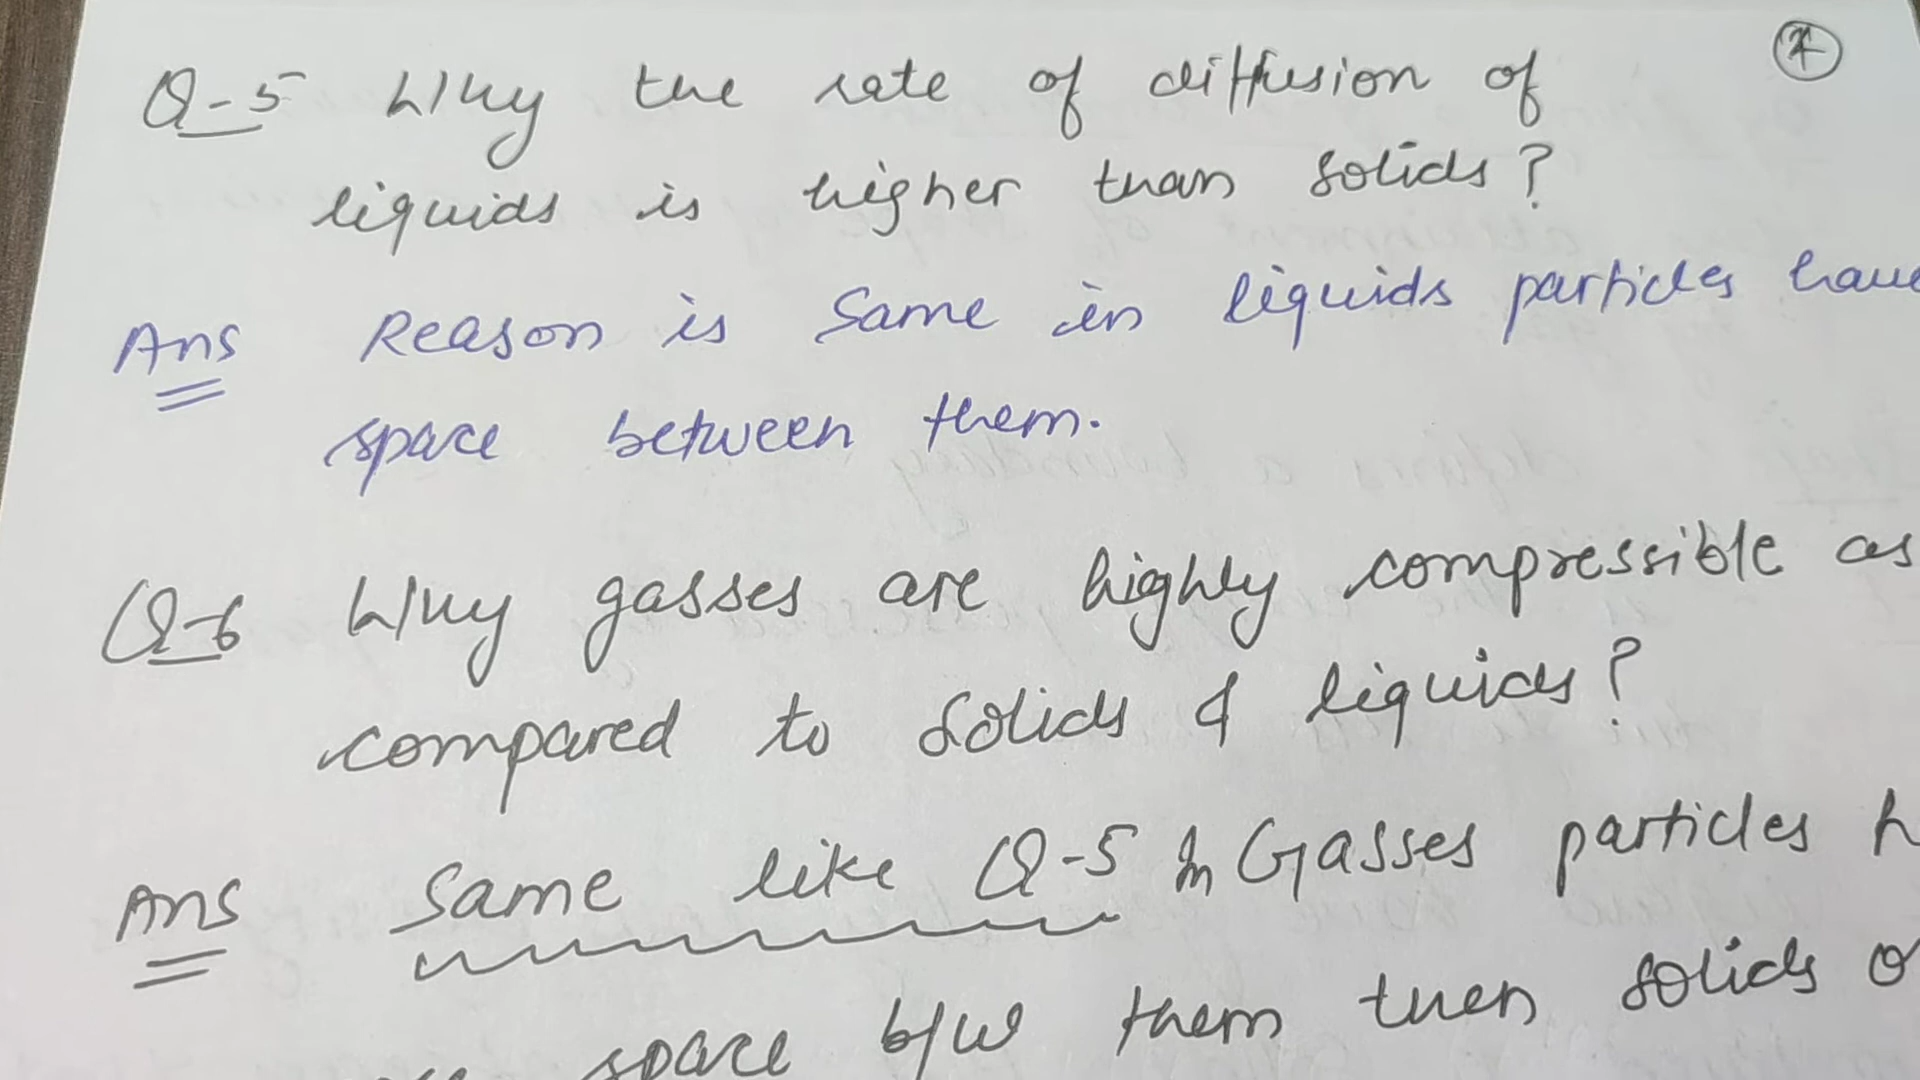 Q-5 Why the rate of diffusion of
liquids is higher than solids?
Ans Reason is same in liquids particles have
space between them.
Q-6 Why gasses are highly compressible as
compared to solids & liquids?
Ans Same like Q-5 In Gasses particles h
space b/w them then solids o